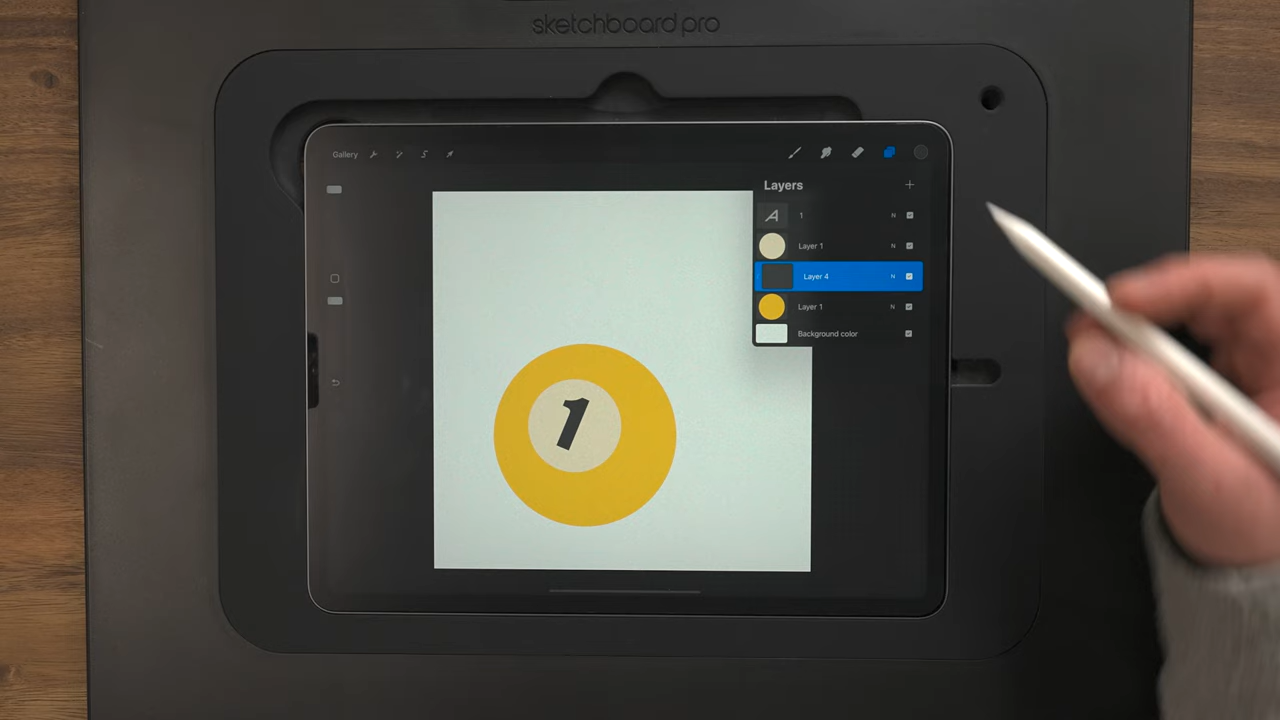 sketchboard pro
Gallery
Layers
1 N
Layer 1 N
Layer 4 N
Layer 1 N
Background color
1